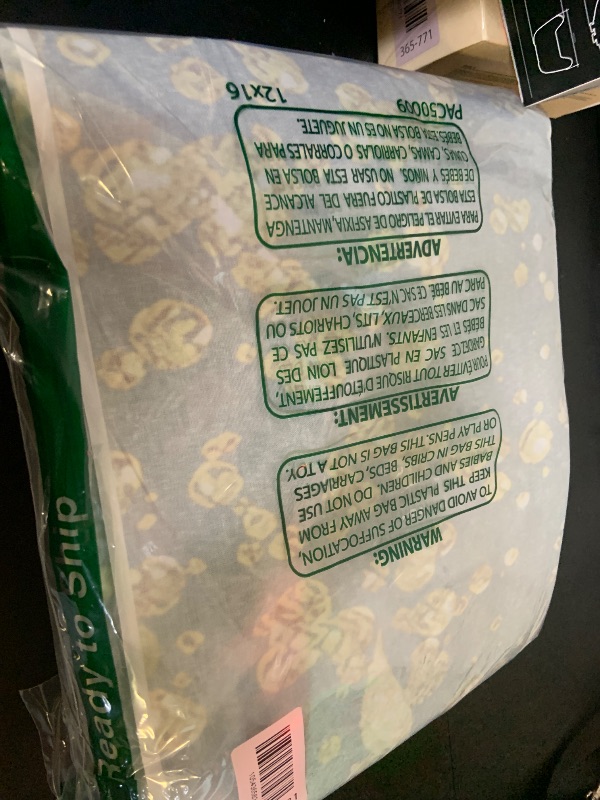 WARNING:
TO AVOID DANGER OF SUFFOCATION,
KEEP THIS PLASTIC BAG AWAY FROM
BABIES AND CHILDREN. DO NOT USE
THIS BAG IN CRIBS, BEDS, CARRIAGES
OR PLAY PENS. THIS BAG IS NOT A TOY.
AVERTISSEMENT:
POUR ÉVITER TOUT RISQUE D'ÉTOUFFEMENT,
GARDEZ CE SAC EN PLASTIQUE LOIN DES
BÉBÉS ET LES ENFANTS. N'UTILISEZ PAS CE
SAC DANS LES BERCEAUX, LITS, CHARIOTS OU
PARC AU BÉBÉ. CE SAC N'EST PAS UN JOUET.
ADVERTENCIA:
PARA EVITAR EL PELIGRO DE ASFIXIA, MANTENGA
ESTA BOLSA DE PLASTICO FUERA DEL ALCANCE
DE BEBÉS Y NIÑOS. NO USAR ESTA BOLSA EN
CUNAS, CAMAS, CARRIOLAS O CORRALES PARA
BEBÉS ESTA BOLSA NO ES UN JUGUETE.
PAC50009 12x16
Ready to Ship
365-771